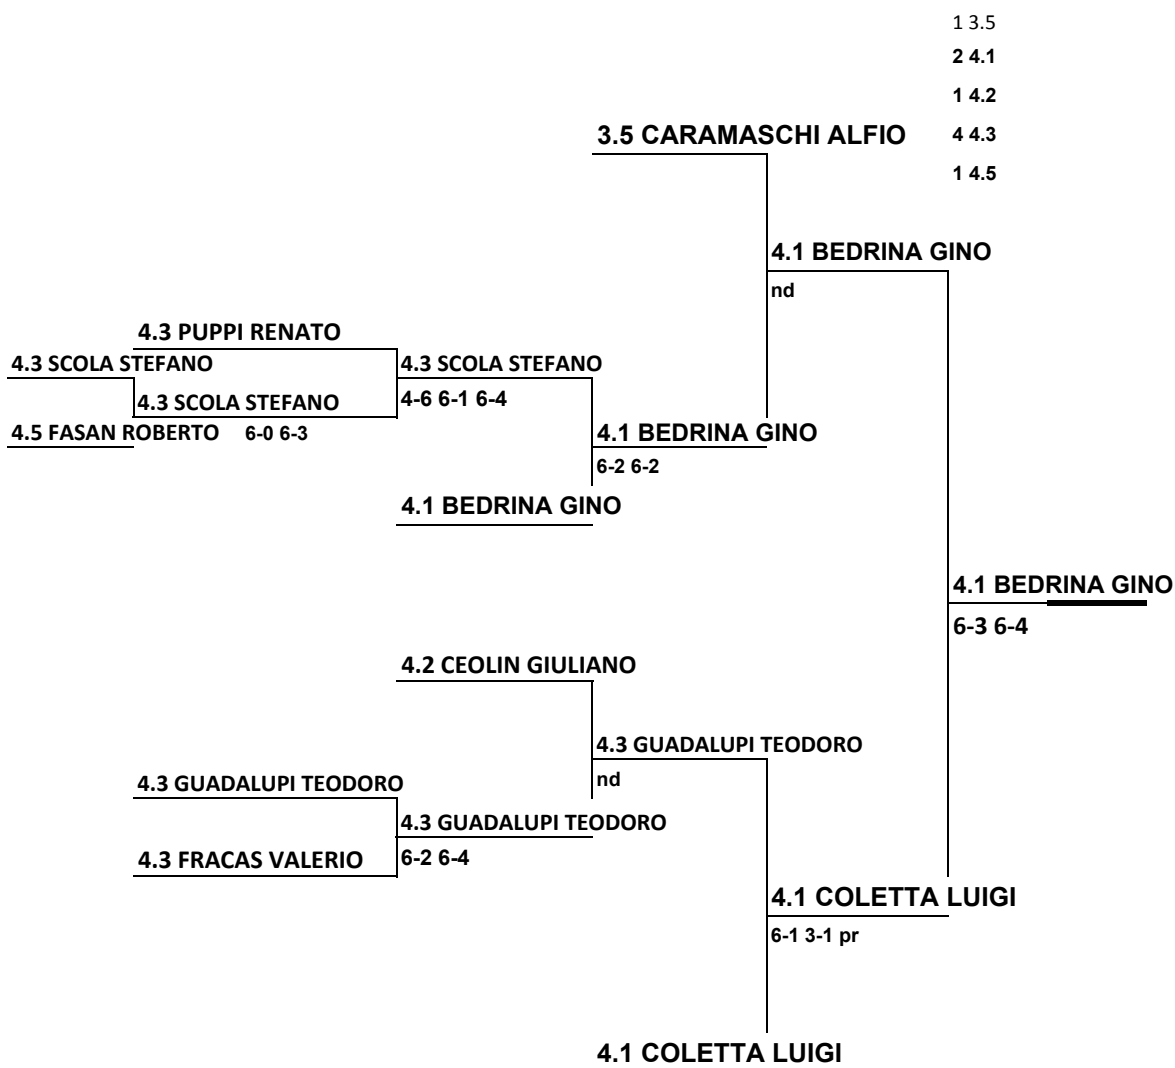 1 3.5
2 4.1
1 4.2
3.5 CARAMASCHI ALFIO
4 4.3
1 4.5
4.1 BEDRINA GINO
nd
4.3 PUPPI RENATO
4.3 SCOLA STEFANO
4.3 SCOLA STEFANO
4.3 SCOLA STEFANO
4-6 6-1 6-4
4.5 FASAN ROBERTO
6-0 6-3
4.1 BEDRINA GINO
6-2 6-2
4.1 BEDRINA GINO
4.1 BEDRINA GINO
6-3 6-4
4.2 CEOLIN GIULIANO
4.3 GUADALUPI TEODORO
nd
4.3 GUADALUPI TEODORO
4.3 GUADALUPI TEODORO
4.3 FRACAS VALERIO
6-2 6-4
4.1 COLETTA LUIGI
6-1 3-1 pr
4.1 COLETTA LUIGI